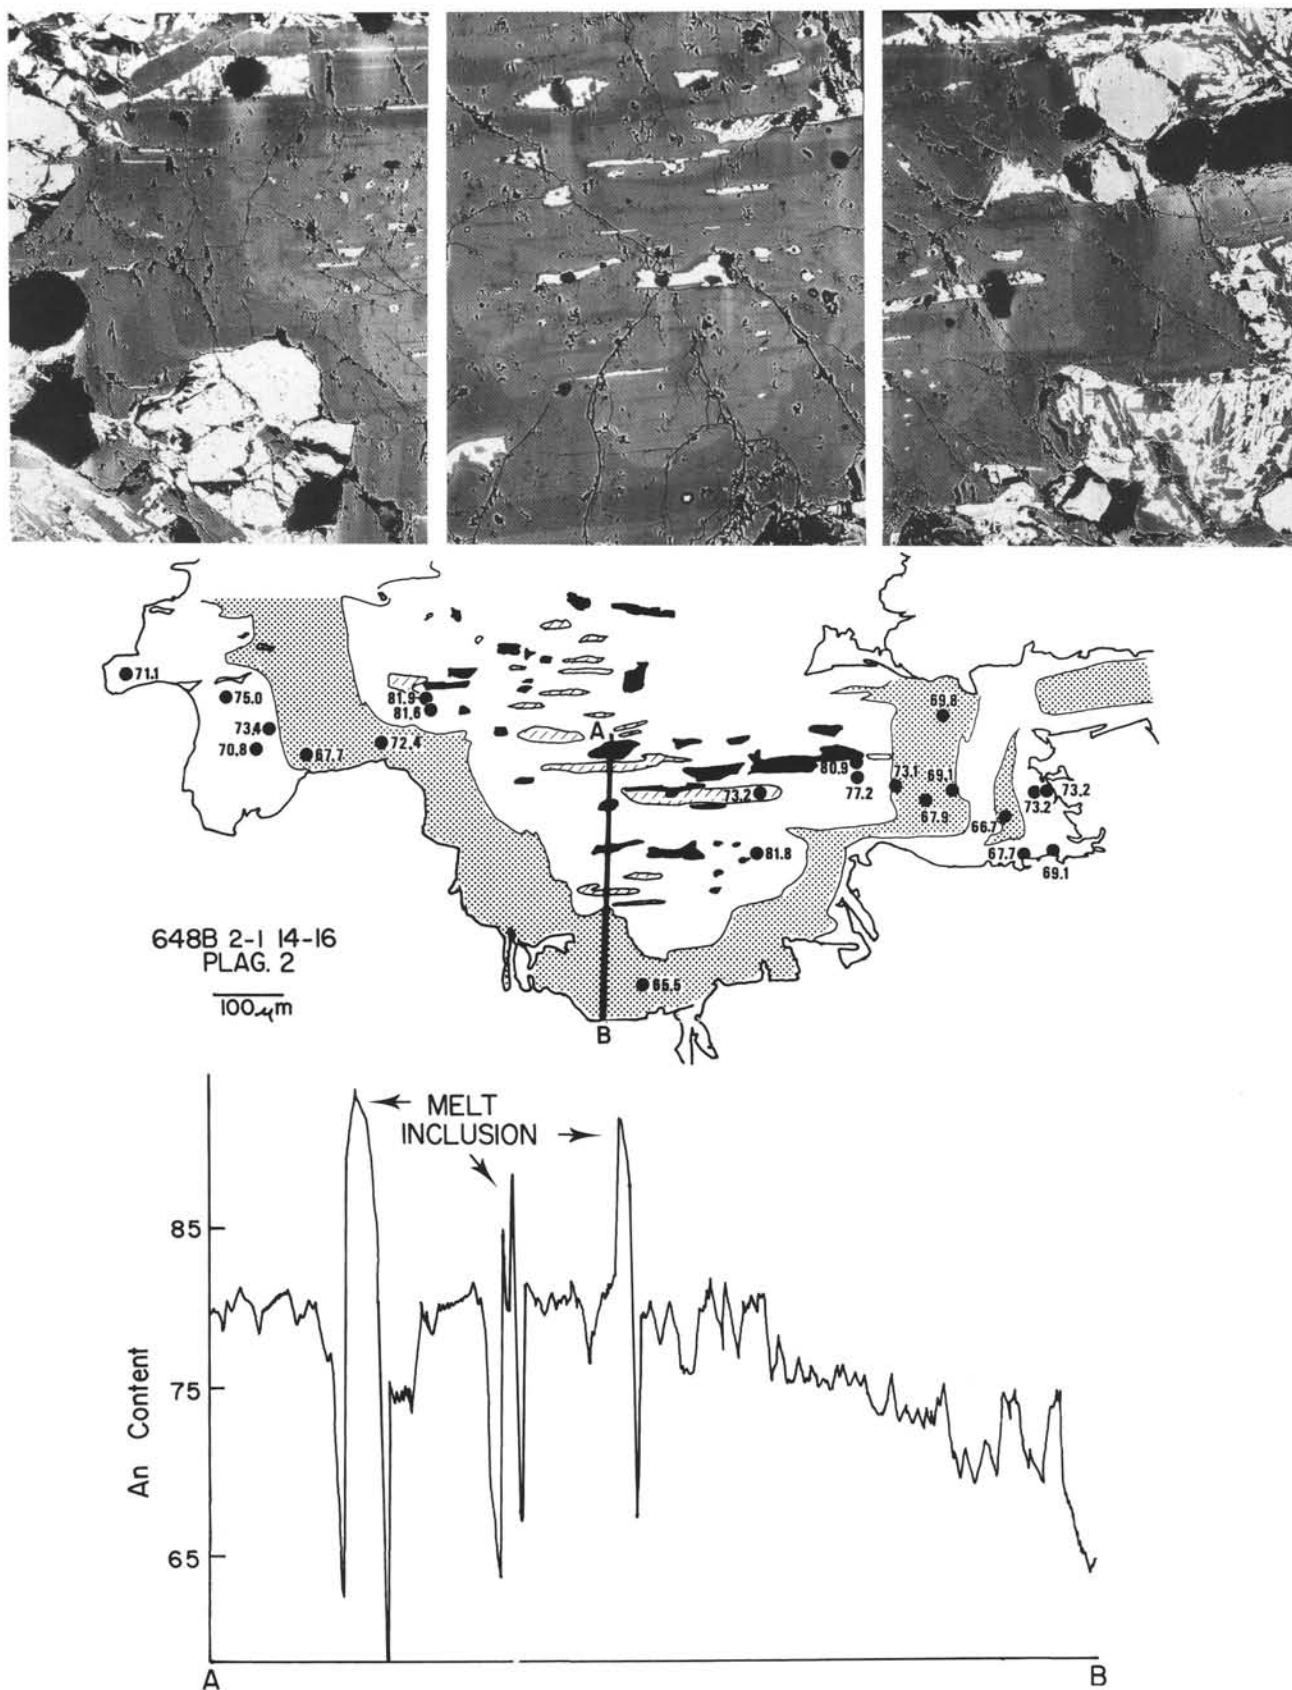 71.1
75.0
73.4
70.8
67.7
72.4
81.9
81.6
A
73.2
80.9
77.2
81.8
69.8
73.1
69.1
67.9
66.7
73.2
73.2
67.7
69.1
65.5
B
648B 2-1 14-16
PLAG. 2
100 μm
MELT
INCLUSION
85
75
65
An Content
A
B